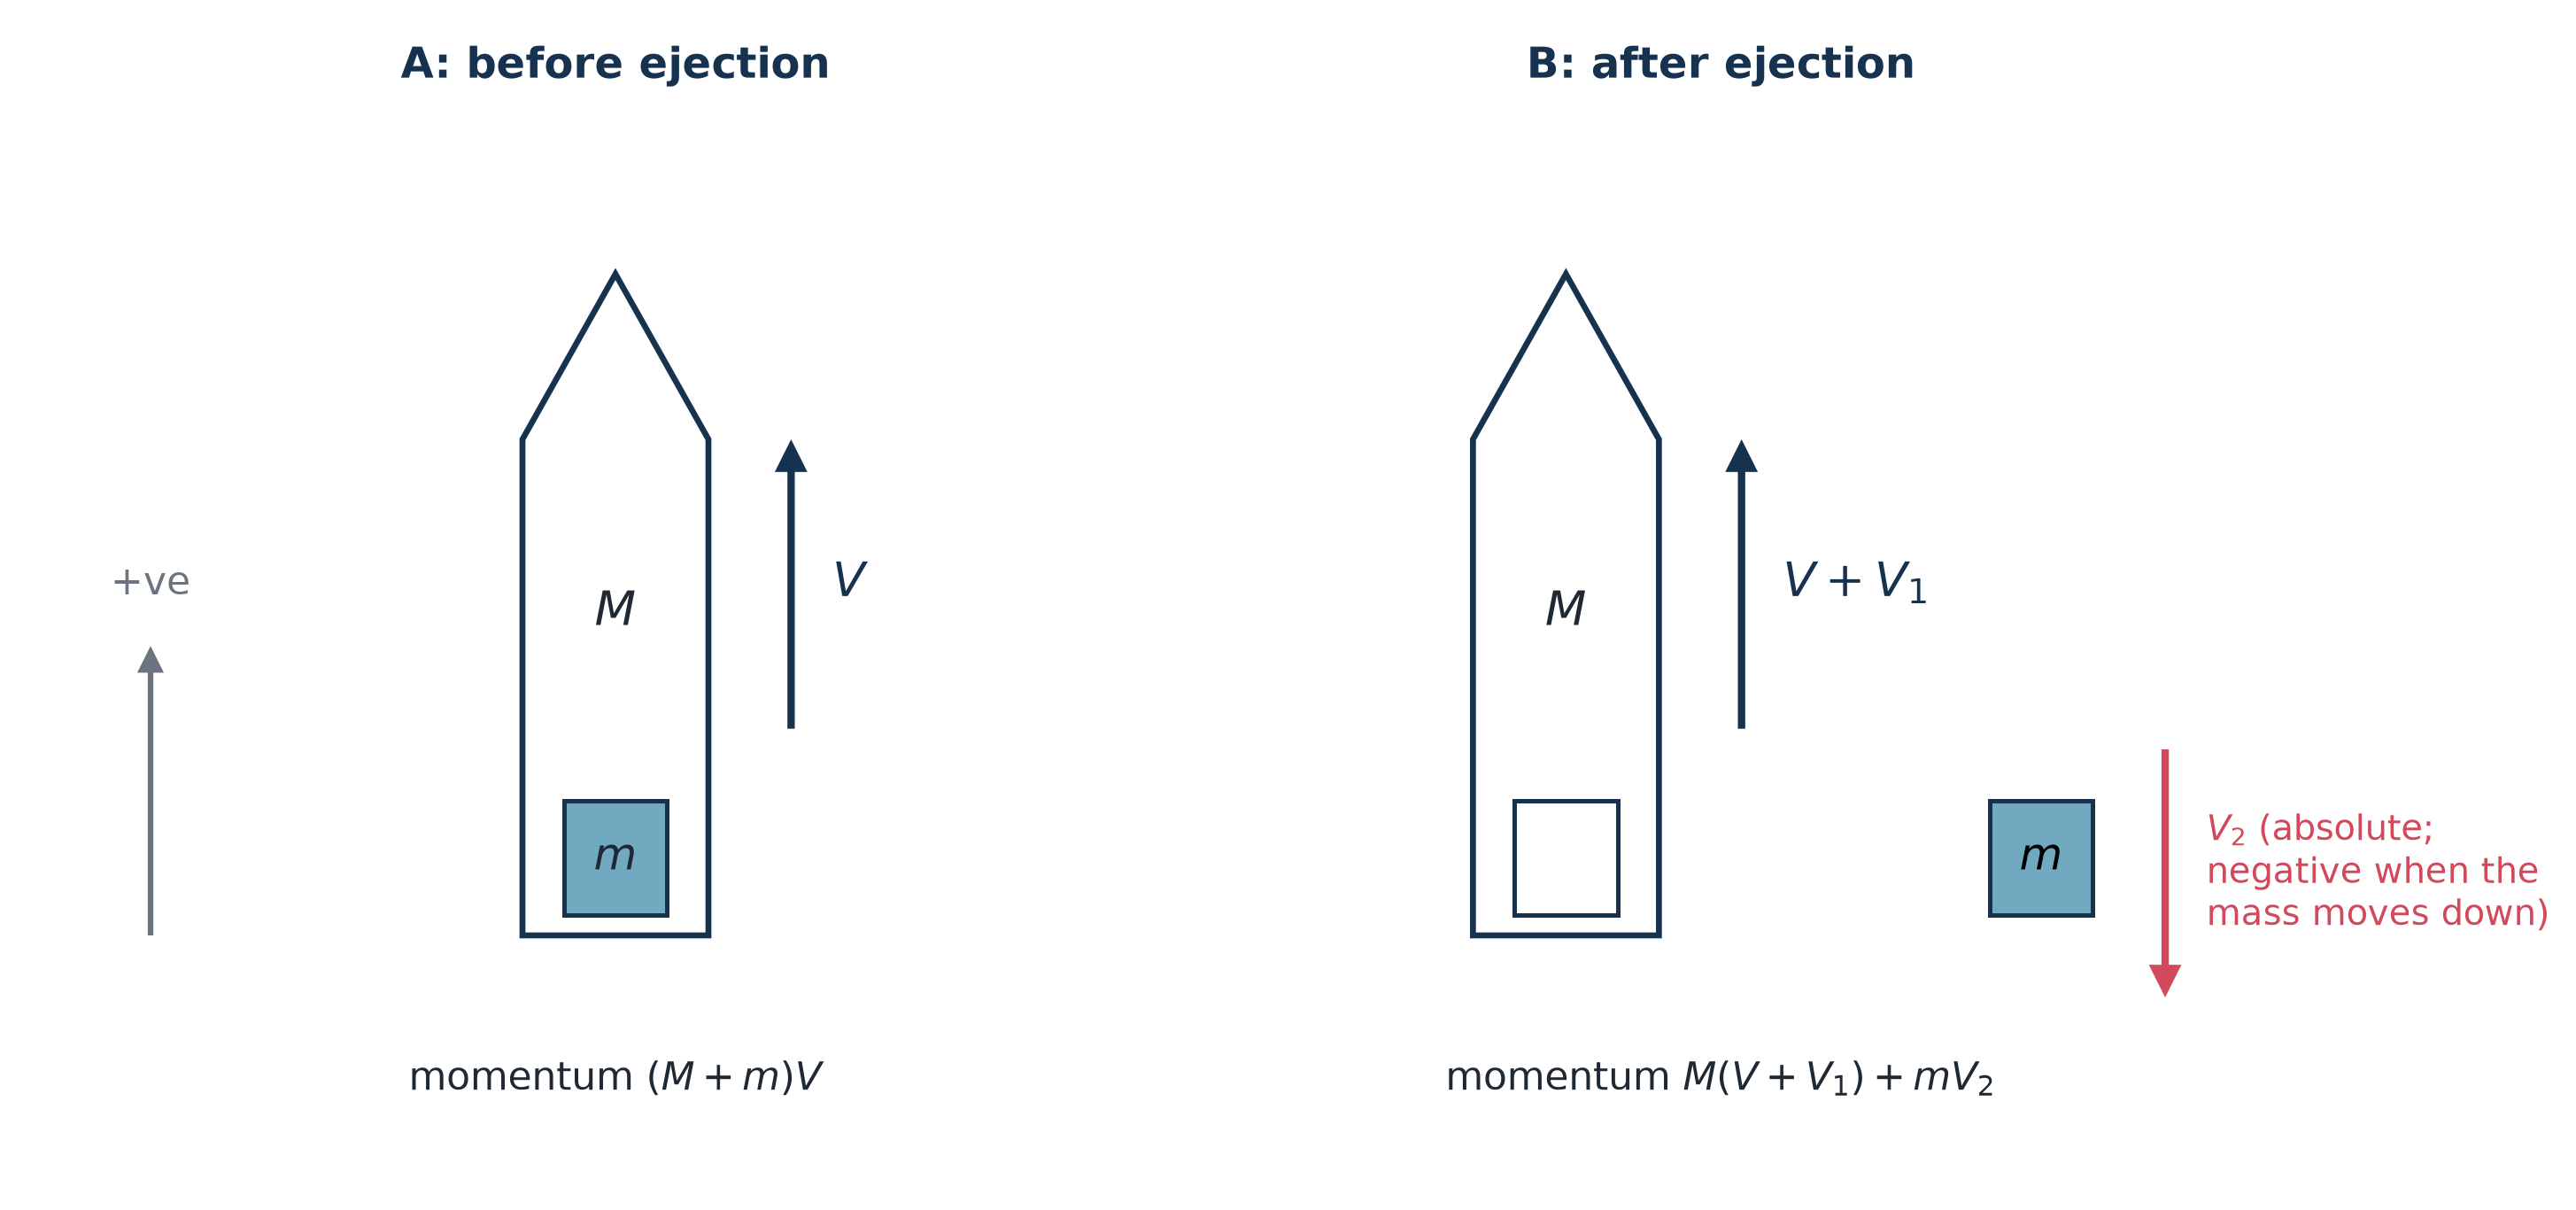 A: before ejection
B: after ejection
+ve
M
V
m
momentum (M + m)V
M
V + V₁
m
V₂ (absolute;
negative when the
mass moves down)
momentum M(V + V₁) + mV₂